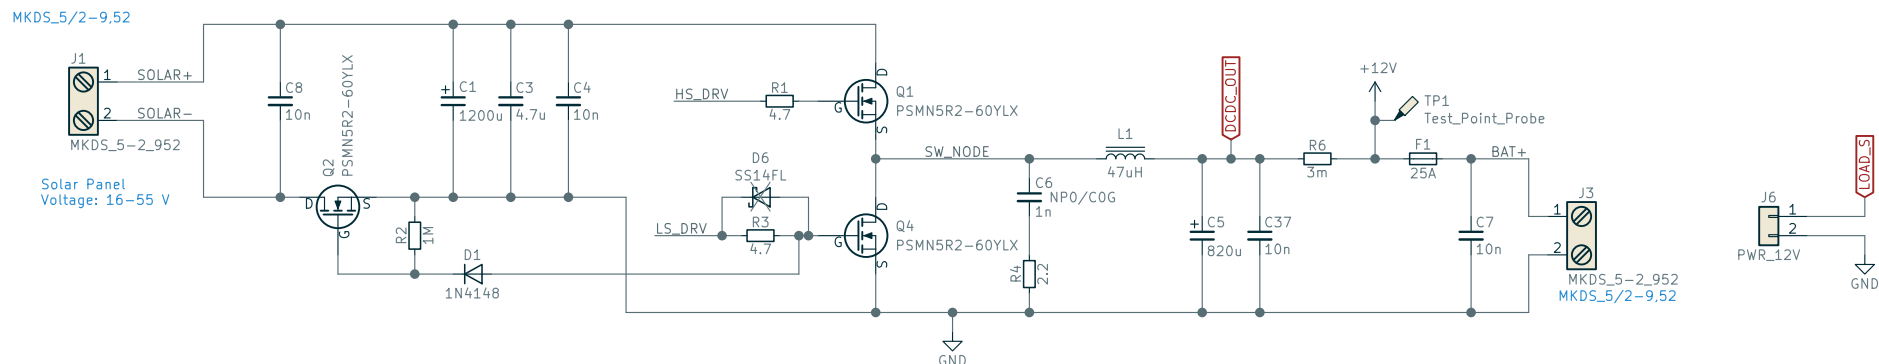 MKDS_5/2-9,52
J1
1
SOLAR+
2
SOLAR-
MKDS_5-2_952
Solar Panel
Voltage: 16-55 V
C8
10n
Q2
PSMN5R2-60YLX
D
S
G
R2
1M
D1
1N4148
C1
+
1200u
C3
4.7u
C4
10n
HS_DRV
R1
4.7
G
D
S
Q1
PSMN5R2-60YLX
D6
SS14FL
LS_DRV
R3
4.7
G
D
S
Q4
PSMN5R2-60YLX
SW_NODE
C6
NP0/C0G
1n
R4
2.2
GND
L1
47uH
DCDC_OUT
C5
+
820u
C37
10n
R6
3m
+12V
TP1
Test_Point_Probe
F1
25A
BAT+
C7
10n
J3
1
2
MKDS_5-2_952
MKDS_5/2-9,52
J6
1
2
PWR_12V
LOAD_S
GND